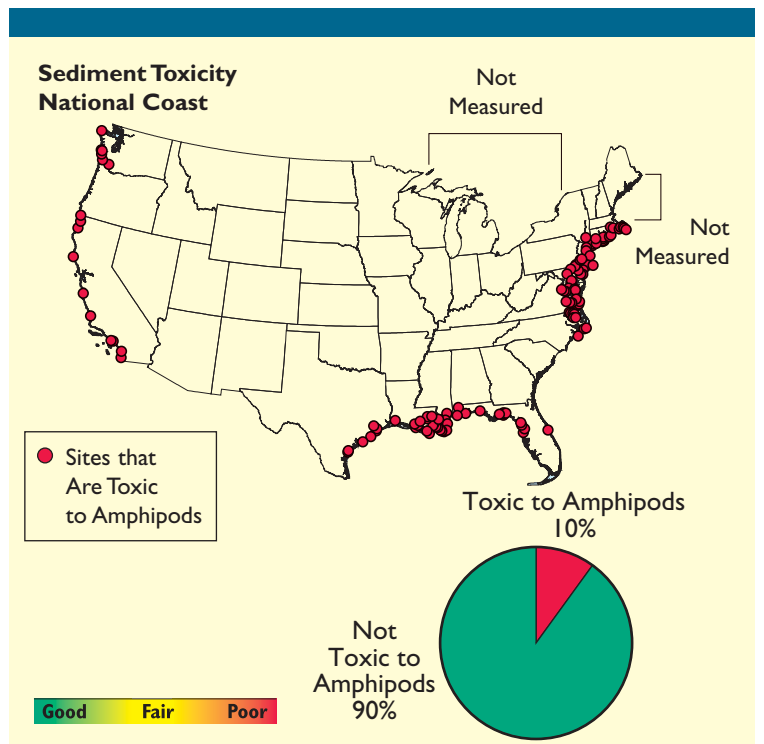 Sediment Toxicity
National Coast
Not
Measured
Not
Measured
Sites that
Are Toxic
to Amphipods
Toxic to Amphipods
10%
Not
Toxic to
Amphipods
90%
Good Fair Poor